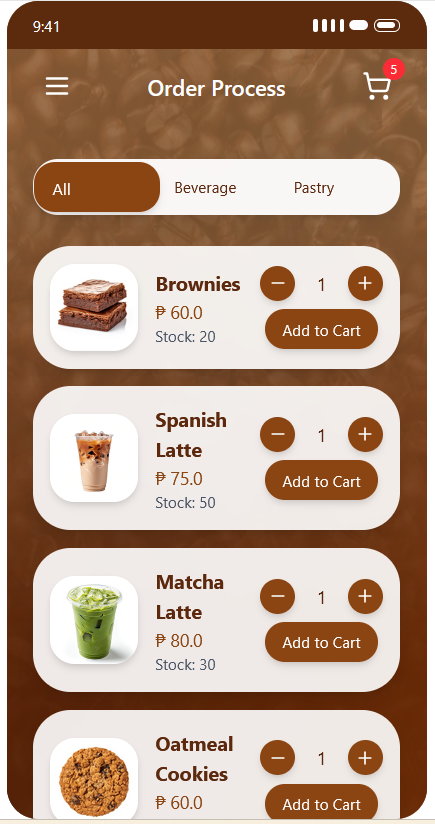 9:41
Order Process
5
All
Beverage
Pastry
Brownies
1
₱ 60.0
Add to Cart
Stock: 20
Spanish
Latte
1
₱ 75.0
Add to Cart
Stock: 50
Matcha
Latte
1
₱ 80.0
Add to Cart
Stock: 30
Oatmeal
Cookies
1
₱ 60.0
Add to Cart